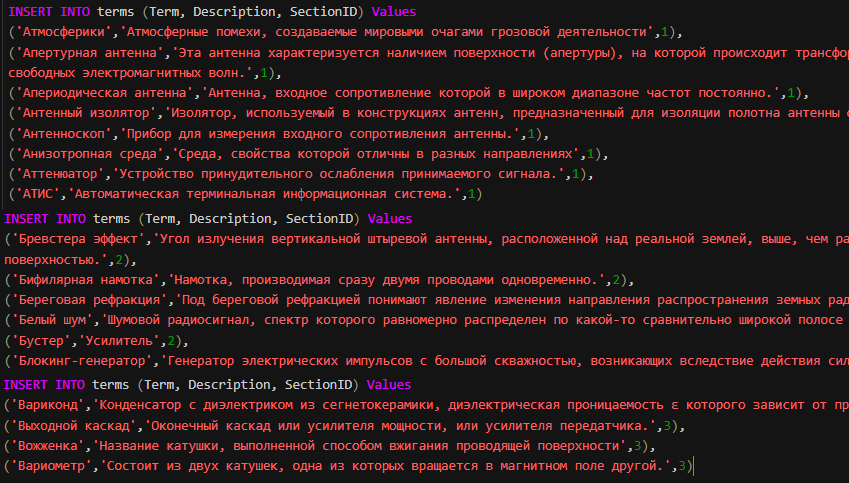 INSERT INTO terms (Term, Description, SectionID) Values
('Атмосферики','Атмосферные помехи, создаваемые мировыми очагами грозовой деятельности',1),
('Апертурная антенна','Эта антенна характеризуется наличием поверхности (апертуры), на которой происходит
свободных электромагнитных волн.',1),
('Апериодическая антенна','Антенна, входное сопротивление которой в широком диапазоне частот постоянно.',1),
('Антенный изолятор','Изолятор, используемый в конструкциях антенн, предназначенный для изоляции полотна антенны
('Антенноскоп','Прибор для измерения входного сопротивления антенны.',1),
('Анизотропная среда','Среда, свойства которой отличны в разных направлениях',1),
('Аттенюатор','Устройство принудительного ослабления принимаемого сигнала.',1),
('АТИС','Автоматическая терминальная информационная система.',1)
INSERT INTO terms (Term, Description, SectionID) Values
('Бревстера эффект','Угол излучения вертикальной штыревой антенны, расположенной над реальной землей, выше, чем
поверхностью.',2),
('Бифилярная намотка','Намотка, производимая сразу двумя проводами одновременно.',2),
('Береговая рефракция','Под береговой рефракцией понимают явление изменения направления распространения земных
('Белый шум','Шумовой радиосигнал, спектр которого равномерно распределен по какой-то сравнительно широкой полосе
('Бустер','Усилитель',2),
('Блокинг-генератор','Генератор электрических импульсов с большой скважностью, возникающих вследствие действия
INSERT INTO terms (Term, Description, SectionID) Values
('Вариконд','Конденсатор с диэлектриком из сегнетокерамики, диэлектрическая проницаемость ε которого зависит от
('Выходной каскад','Оконечный каскад или усилителя мощности, или усилителя передатчика.',3),
('Вожженка','Название катушки, выполненной способом вжигания проводящей поверхности',3),
('Вариометр','Состоит из двух катушек, одна из которых вращается в магнитном поле другой.',3)